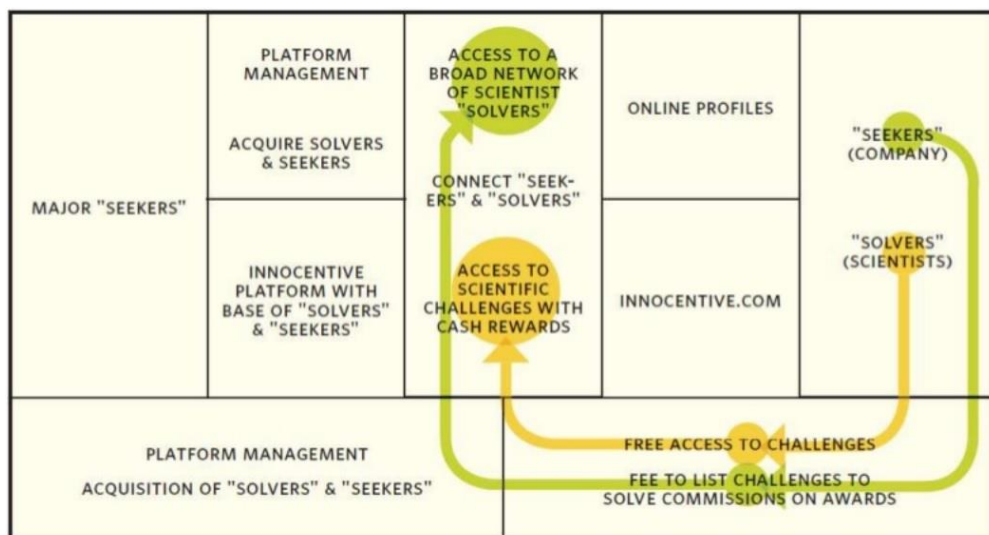 MAJOR "SEEKERS"
PLATFORM
MANAGEMENT
ACQUIRE SOLVERS
& SEEKERS
INNOCENTIVE
PLATFORM WITH
BASE OF "SOLVERS"
& "SEEKERS"
ACCESS TO A
BROAD NETWORK
OF SCIENTIST
"SOLVERS"
CONNECT "SEEK-
ERS" & "SOLVERS"
ACCESS TO
SCIENTIFIC
CHALLENGES WITH
CASH REWARDS
ONLINE PROFILES
INNOCENTIVE.COM
"SEEKERS"
(COMPANY)
"SOLVERS"
(SCIENTISTS)
PLATFORM MANAGEMENT
ACQUISITION OF "SOLVERS" & "SEEKERS"
FREE ACCESS TO CHALLENGES
FEE TO LIST CHALLENGES TO
SOLVE COMMISSIONS ON AWARDS